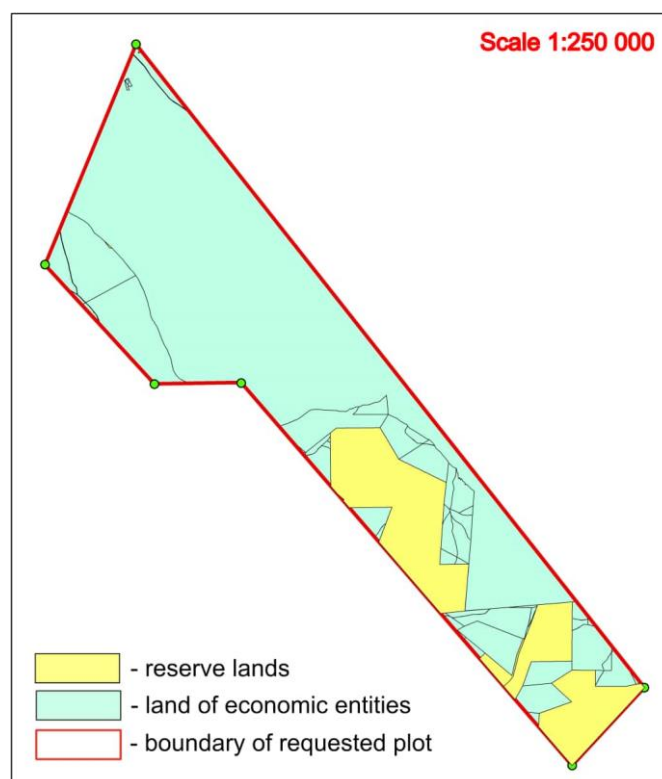 Scale 1:250 000
- reserve lands
- land of economic entities
- boundary of requested plot